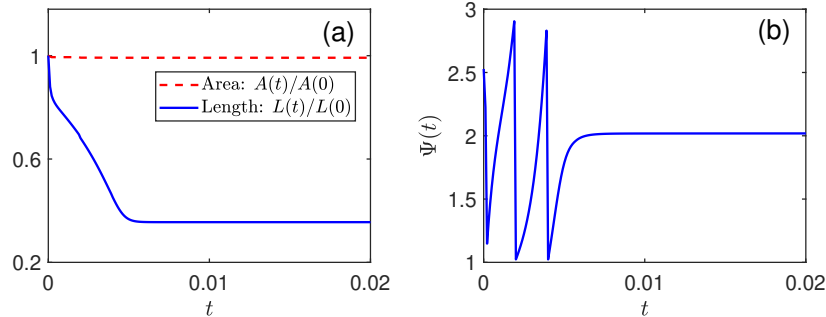 (a)
1
0.6
0.2
Area: A(t)/A(0)
Length: L(t)/L(0)
0
0.01
0.02
t
(b)
3
2.5
2
1.5
1
Ψ(t)
0
0.01
0.02
t